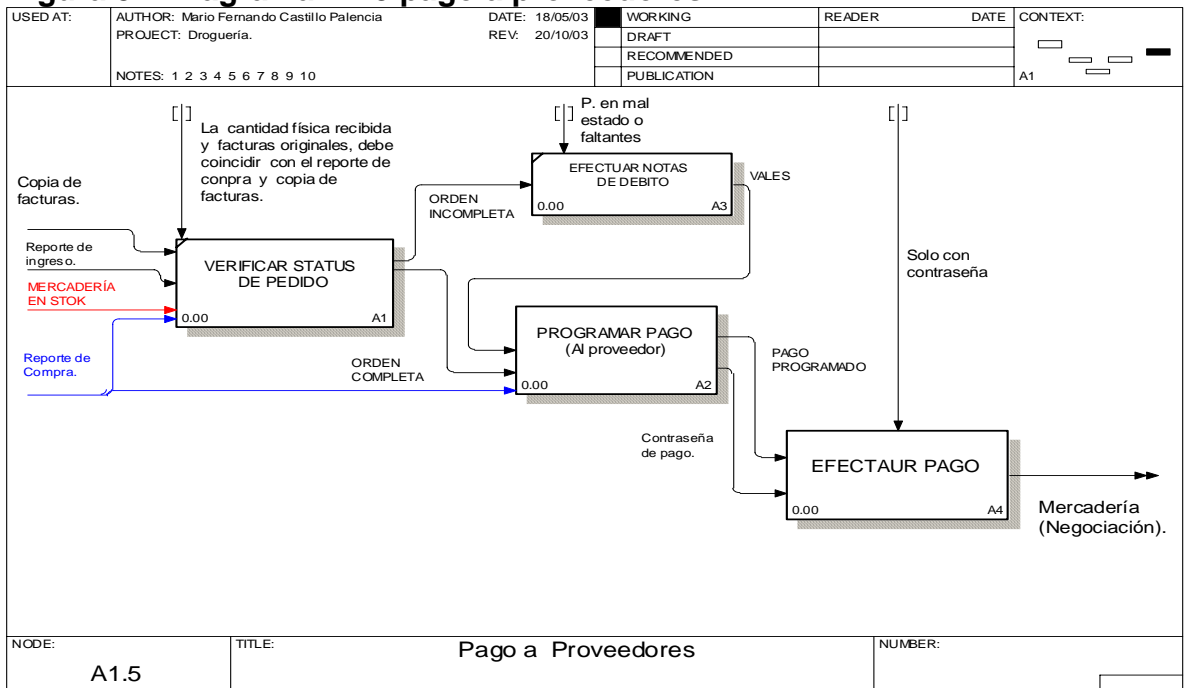 USED AT:
AUTHOR: Mario Fernando Castillo Palencia
DATE: 18/05/03
PROJECT: Droguería.
REV: 20/10/03
NOTES: 1 2 3 4 5 6 7 8 9 10
WORKING
DRAFT
RECOMMENDED
PUBLICATION
READER
DATE
CONTEXT:
A1
[ ]
La cantidad física recibida
y facturas originales, debe
coincidir con el reporte de
conpra y copia de
facturas.
[ ]
P. en mal
estado o
faltantes
[ ]
Solo con
contraseña
Copia de
facturas.
Reporte de
ingreso.
MERCADERÍA
EN STOK
Reporte de
Compra.
VERIFICAR STATUS
DE PEDIDO
0.00
A1
ORDEN
INCOMPLETA
EFECTUAR NOTAS
DE DEBITO
0.00
A3
VALES
ORDEN
COMPLETA
PROGRAMAR PAGO
(Al proveedor)
0.00
A2
PAGO
PROGRAMADO
Contraseña
de pago.
EFECTAUR PAGO
0.00
A4
Mercadería
(Negociación).
NODE:
A1.5
TITLE:
Pago a Proveedores
NUMBER: